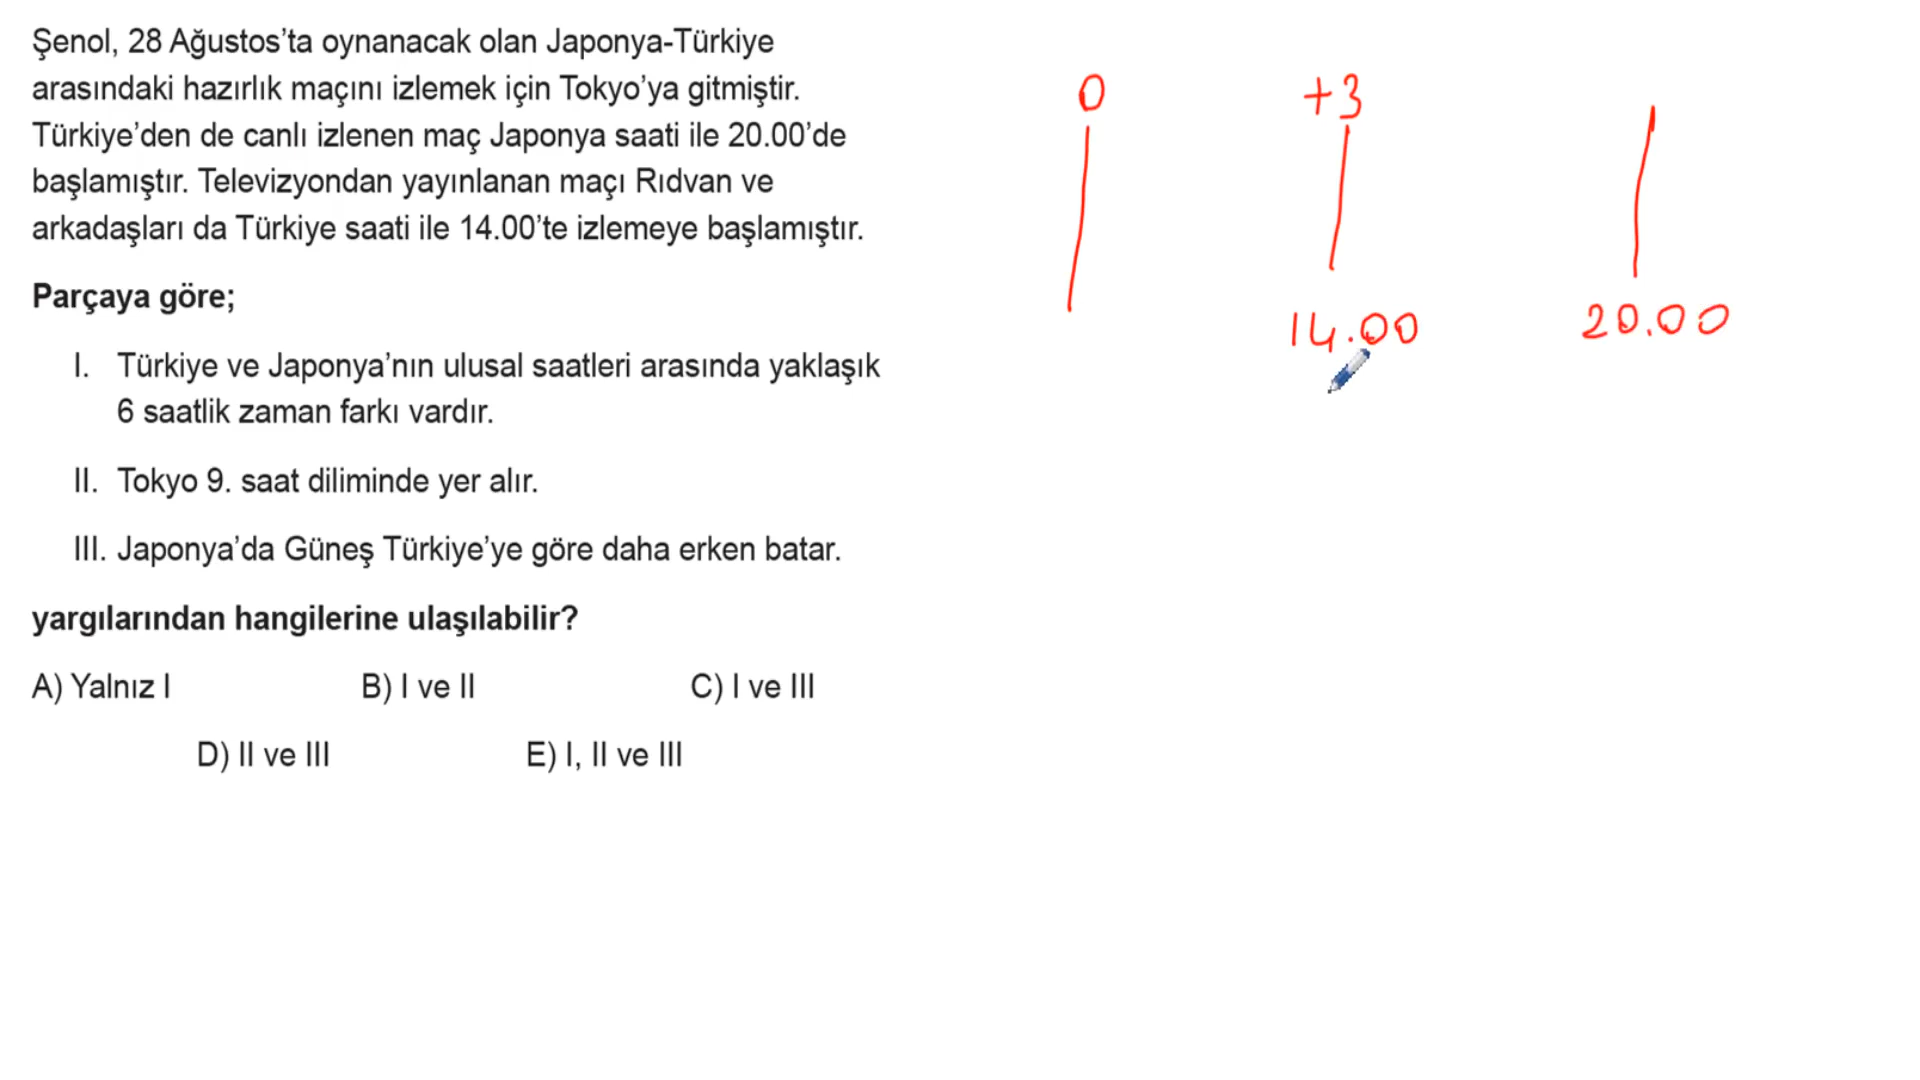 Şenol, 28 Ağustos’ta oynanacak olan Japonya-Türkiye
arasındaki hazırlık maçını izlemek için Tokyo’ya gitmiştir.
Türkiye’den de canlı izlenen maç Japonya saati ile 20.00’de
başlamıştır. Televizyondan yayınlanan maçı Rıdvan ve
arkadaşları da Türkiye saati ile 14.00’te izlemeye başlamıştır.
Parçaya göre;
I. Türkiye ve Japonya’nın ulusal saatleri arasında yaklaşık
6 saatlik zaman farkı vardır.
II. Tokyo 9. saat diliminde yer alır.
III. Japonya’da Güneş Türkiye’ye göre daha erken batar.
yargılarından hangilerine ulaşılabilir?
A) Yalnız I B) I ve II C) I ve III
D) II ve III E) I, II ve III
0 +3
14.00 20.00